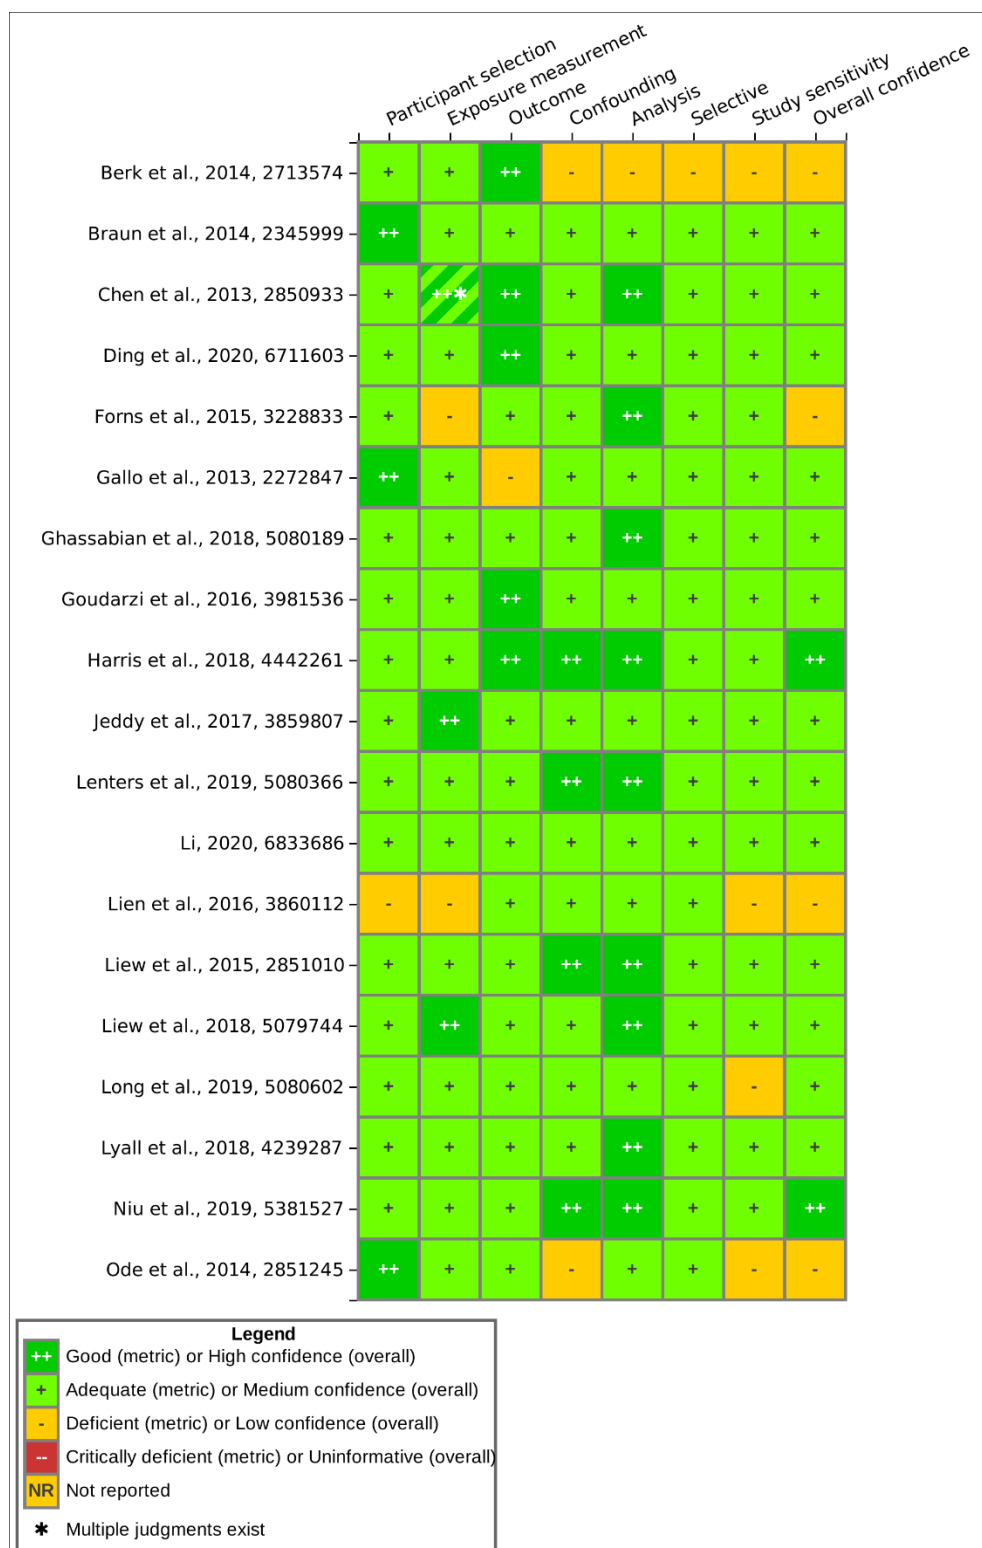 Participant selection
Exposure measurement
Outcome
Confounding
Analysis
Selective
Study sensitivity
Overall confidence
Berk et al., 2014, 2713574 + + ++ - - - - -
Braun et al., 2014, 2345999 ++ + + + + + + +
Chen et al., 2013, 2850933 + ++* ++ + ++ + + +
Ding et al., 2020, 6711603 + + ++ + + + + +
Forns et al., 2015, 3228833 + - + + ++ + + -
Gallo et al., 2013, 2272847 ++ + - + + + + +
Ghassabian et al., 2018, 5080189 + + + + ++ + + +
Goudarzi et al., 2016, 3981536 + + ++ + + + + +
Harris et al., 2018, 4442261 + + ++ ++ ++ + + ++
Jeddy et al., 2017, 3859807 + ++ + + + + + +
Lenters et al., 2019, 5080366 + + + ++ ++ + + +
Li, 2020, 6833686 + + + + + + + +
Lien et al., 2016, 3860112 - - + + + + - -
Liew et al., 2015, 2851010 + + + ++ ++ + + +
Liew et al., 2018, 5079744 + ++ + + ++ + + +
Long et al., 2019, 5080602 + + + + + + - +
Lyall et al., 2018, 4239287 + + + + ++ + + +
Niu et al., 2019, 5381527 + + + ++ ++ + + ++
Ode et al., 2014, 2851245 ++ + + - + + - -
Legend
++ Good (metric) or High confidence (overall)
+ Adequate (metric) or Medium confidence (overall)
- Deficient (metric) or Low confidence (overall)
-- Critically deficient (metric) or Uninformative (overall)
NR Not reported
* Multiple judgments exist